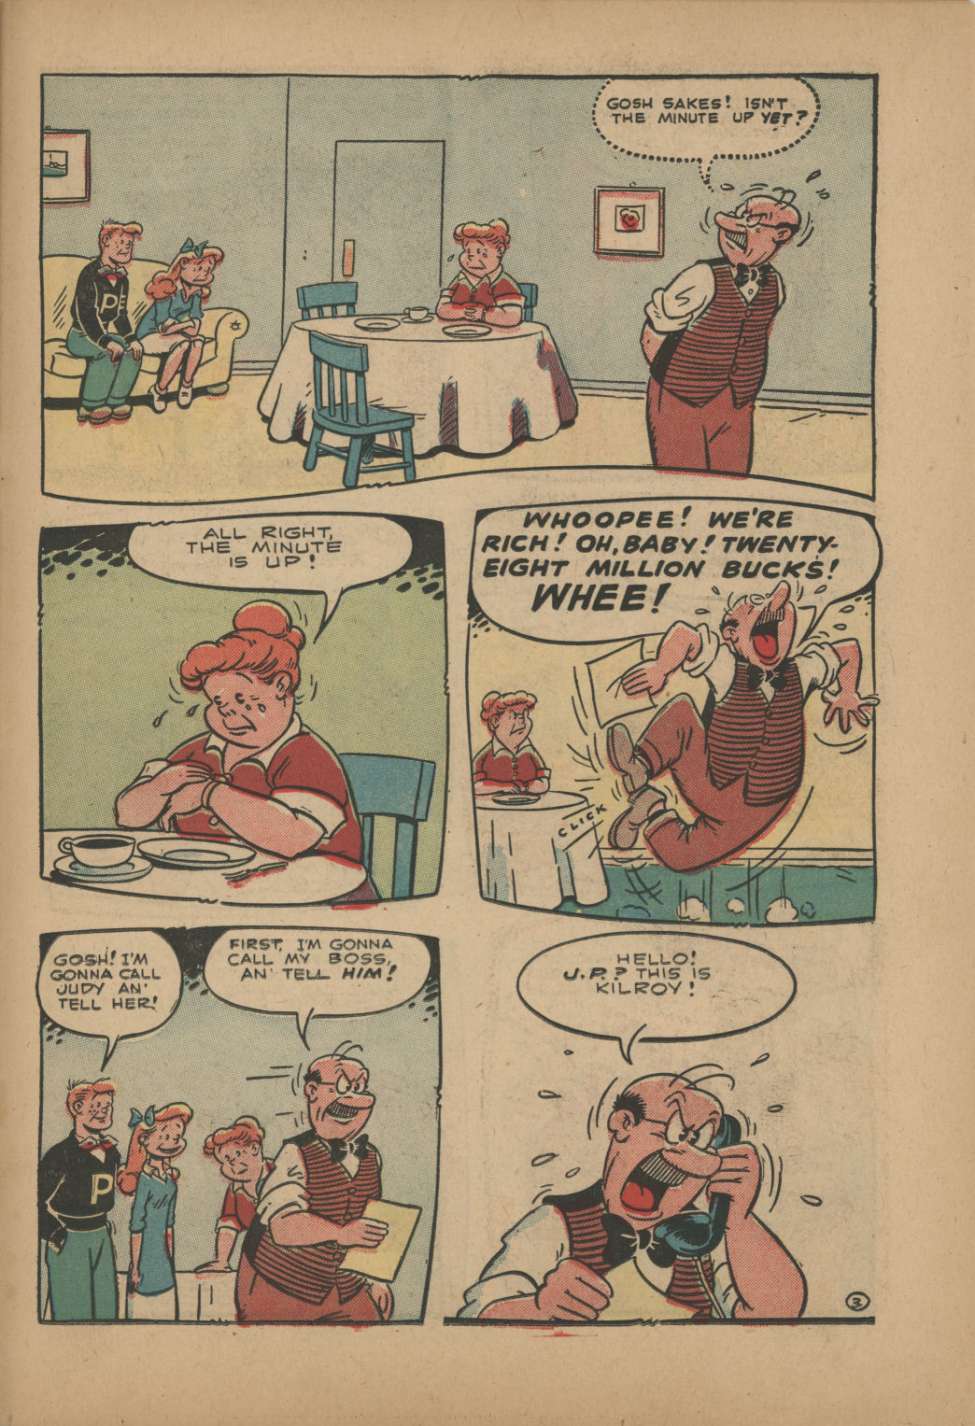 GOSH SAKES! ISN'T
THE MINUTE UP YET?
ALL RIGHT,
THE MINUTE
IS UP!
WHOOPEE! WE'RE
RICH! OH, BABY! TWENTY-
EIGHT MILLION BUCKS!
WHEE!
CLICK
GOSH! I'M
GONNA CALL
JUDY AN'
TELL HER!
FIRST, I'M GONNA
CALL MY BOSS,
AN' TELL HIM!
P
HELLO!
J.P.? THIS IS
KILROY!
3